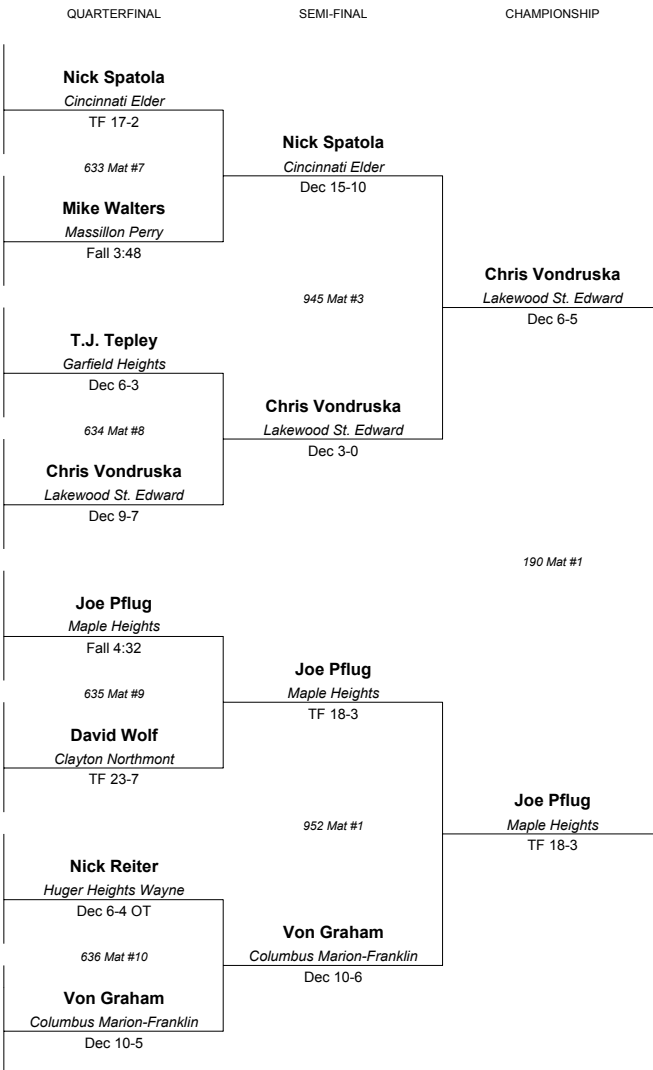 QUARTERFINAL
SEMI-FINAL
CHAMPIONSHIP
Nick Spatola
Cincinnati Elder
TF 17-2
633 Mat #7
Mike Walters
Massillon Perry
Fall 3:48
T.J. Tepley
Garfield Heights
Dec 6-3
634 Mat #8
Chris Vondruska
Lakewood St. Edward
Dec 9-7
Joe Pflug
Maple Heights
Fall 4:32
635 Mat #9
David Wolf
Clayton Northmont
TF 23-7
Nick Reiter
Huger Heights Wayne
Dec 6-4 OT
636 Mat #10
Von Graham
Columbus Marion-Franklin
Dec 10-5
Nick Spatola
Cincinnati Elder
Dec 15-10
945 Mat #3
Chris Vondruska
Lakewood St. Edward
Dec 3-0
Joe Pflug
Maple Heights
TF 18-3
952 Mat #1
Von Graham
Columbus Marion-Franklin
Dec 10-6
Chris Vondruska
Lakewood St. Edward
Dec 6-5
190 Mat #1
Joe Pflug
Maple Heights
TF 18-3